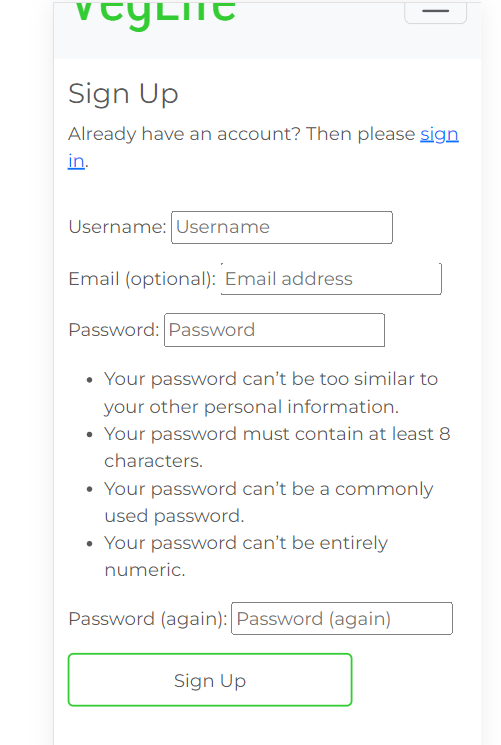 VegLife
Sign Up
Already have an account? Then please sign
in.
Username: Username
Email (optional): Email address
Password: Password
• Your password can’t be too similar to
your other personal information.
• Your password must contain at least 8
characters.
• Your password can’t be a commonly
used password.
• Your password can’t be entirely
numeric.
Password (again): Password (again)
Sign Up